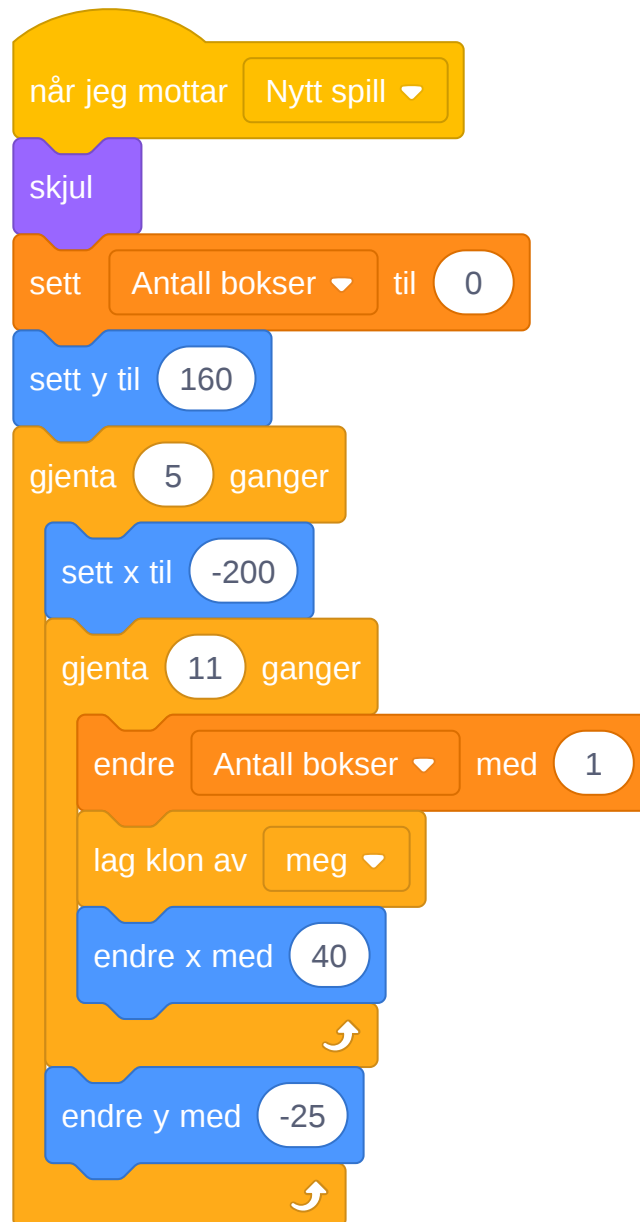 når jeg mottar Nytt spill
skjul
sett Antall bokser til 0
sett y til 160
gjenta 5 ganger
sett x til -200
gjenta 11 ganger
endre Antall bokser med 1
lag klon av meg
endre x med 40
endre y med -25